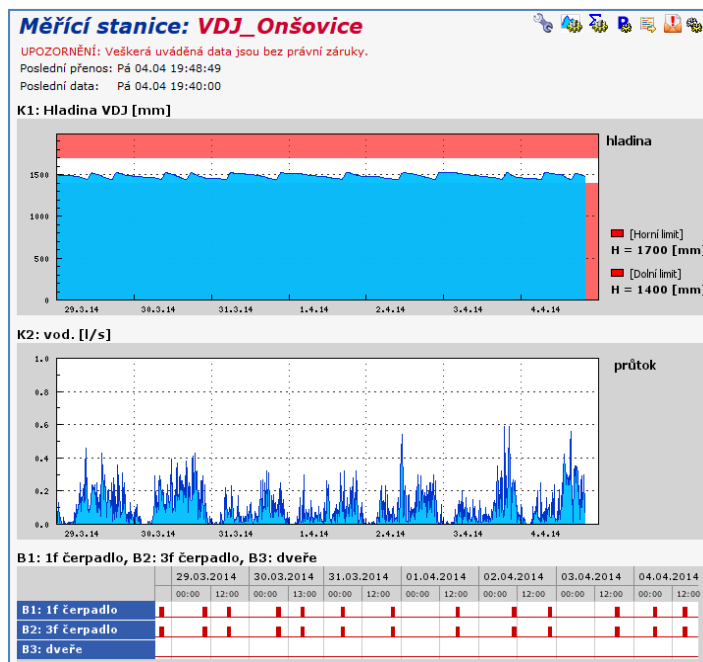 Měřící stanice: VDJ_Onšovice
UPOZORNĚNÍ: Veškerá uváděná data jsou bez právní záruky.
Poslední přenos: Pá 04.04 19:48:49
Poslední data: Pá 04.04 19:40:00
K1: Hladina VDJ [mm]
hladina
1500
1000
500
0
[Horní limit]
H = 1700 [mm]
[Dolní limit]
H = 1400 [mm]
29.3.14 30.3.14 31.3.14 1.4.14 2.4.14 3.4.14 4.4.14
K2: vod. [l/s]
průtok
1.0
0.8
0.6
0.4
0.2
0.0
29.3.14 30.3.14 31.3.14 1.4.14 2.4.14 3.4.14 4.4.14
B1: 1f čerpadlo, B2: 3f čerpadlo, B3: dveře
29.03.2014 30.03.2014 31.03.2014 01.04.2014 02.04.2014 03.04.2014 04.04.2014
00:00 12:00 00:00 13:00 00:00 12:00 00:00 12:00 00:00 12:00 00:00 12:00 00:00 12:00
B1: 1f čerpadlo
B2: 3f čerpadlo
B3: dveře